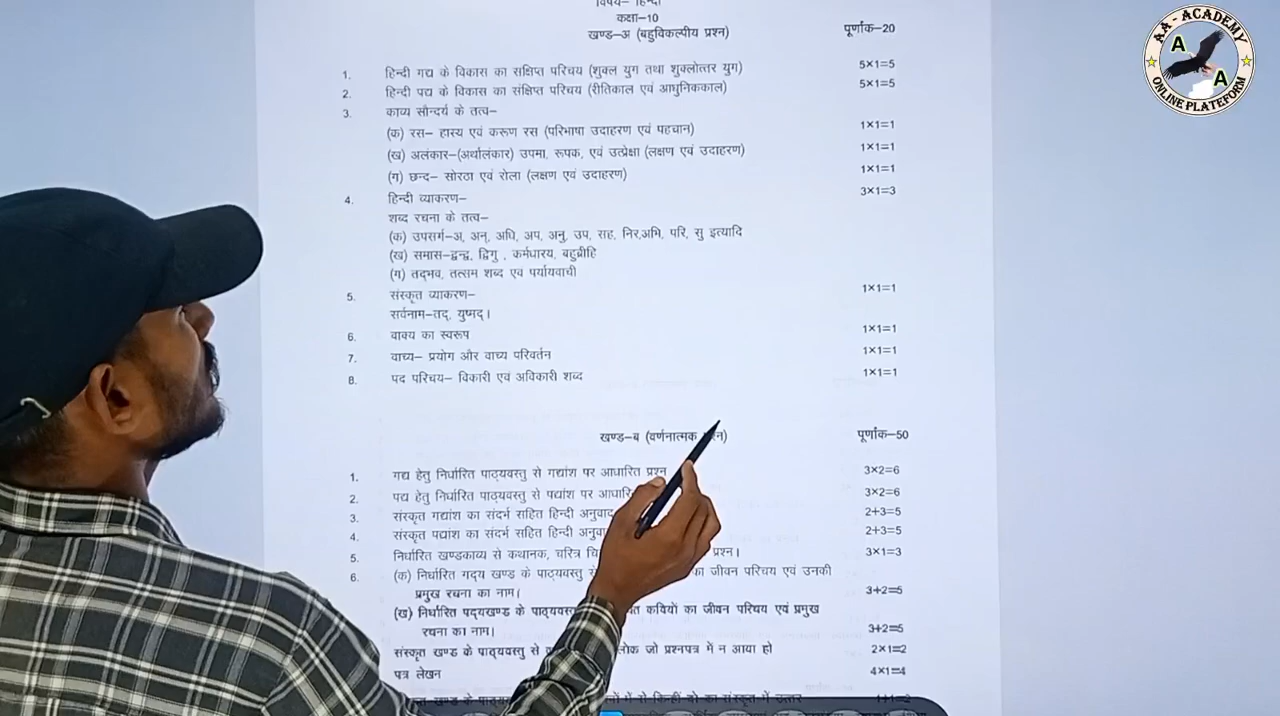 विषय– हिन्दी
कक्षा–10
खण्ड–अ (बहुविकल्पीय प्रश्न) पूर्णांक–20
1. हिन्दी गद्य के विकास का संक्षिप्त परिचय (शुक्ल युग तथा शुक्लोत्तर युग) 5×1=5
2. हिन्दी पद्य के विकास का संक्षिप्त परिचय (रीतिकाल एवं आधुनिककाल) 5×1=5
3. काव्य सौन्दर्य के तत्व–
(क) रस– हास्य एवं करूण रस (परिभाषा उदाहरण एवं पहचान) 1×1=1
(ख) अलंकार–(अर्थालंकार) उपमा, रूपक, एवं उत्प्रेक्षा (लक्षण एवं उदाहरण) 1×1=1
(ग) छन्द– सोरठा एवं रोला (लक्षण एवं उदाहरण) 1×1=1
4. हिन्दी व्याकरण– 3×1=3
शब्द रचना के तत्व–
(क) उपसर्ग–अ, अन्, अधि, अप, अनु, उप, सह, निर,अभि, परि, सु इत्यादि
(ख) समास–द्वन्द्व, द्विगु , कर्मधारय, बहुव्रीहि
(ग) तद्भव, तत्सम शब्द एव पर्यायवाची
5. संस्कृत व्याकरण– 1×1=1
सर्वनाम–तद्, युष्मद्।
6. वाक्य का स्वरूप 1×1=1
7. वाच्य– प्रयोग और वाच्य परिवर्तन 1×1=1
8. पद परिचय– विकारी एवं अविकारी शब्द 1×1=1
खण्ड–ब (वर्णनात्मक पूर्णांक–50
1. गद्य हेतु निर्धारित पाठ्यवस्तु से गद्यांश पर आधारित प्रश्न 3×2=6
2. पद्य हेतु निर्धारित पाठ्यवस्तु से पद्यांश पर 3×2=6
3. संस्कृत गद्यांश का संदर्भ सहित हिन्दी अनुवाद 2+3=5
4. संस्कृत पद्यांश का संदर्भ सहित हिन्दी 2+3=5
5. निर्धारित खण्डकाव्य से कथानक, चरित्र प्रश्न। 3×1=3
6. (क) निर्धारित गद्य खण्ड के पाठ्यवस्तु का जीवन परिचय एवं उनकी
प्रमुख रचना का नाम। 3+2=5
(ख) निर्धारित पद्यखण्ड के कवियों का जीवन परिचय एवं प्रमुख
रचना का नाम। 3+2=5
संस्कृत खण्ड के पाठ्यवस्तु से जो प्रश्नपत्र में न आया हो 2×1=2
पत्र लेखन 4×1=4
AA - ACADEMY
A
A
ONLINE PLATEFORM